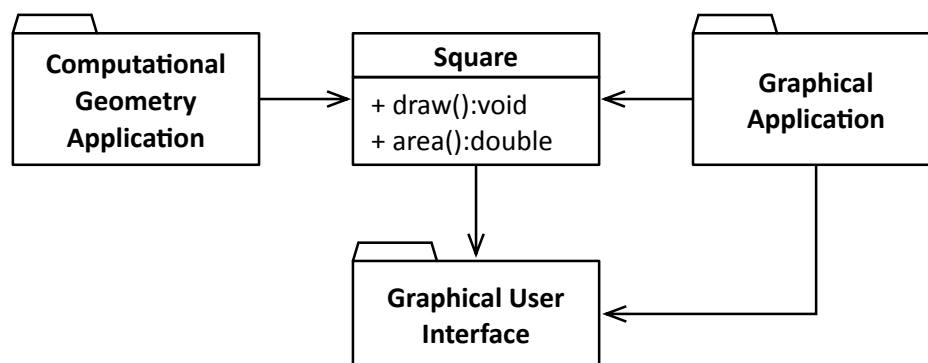 Computational
Geometry
Application
Square
+ draw():void
+ area():double
Graphical
Application
Graphical User
Interface